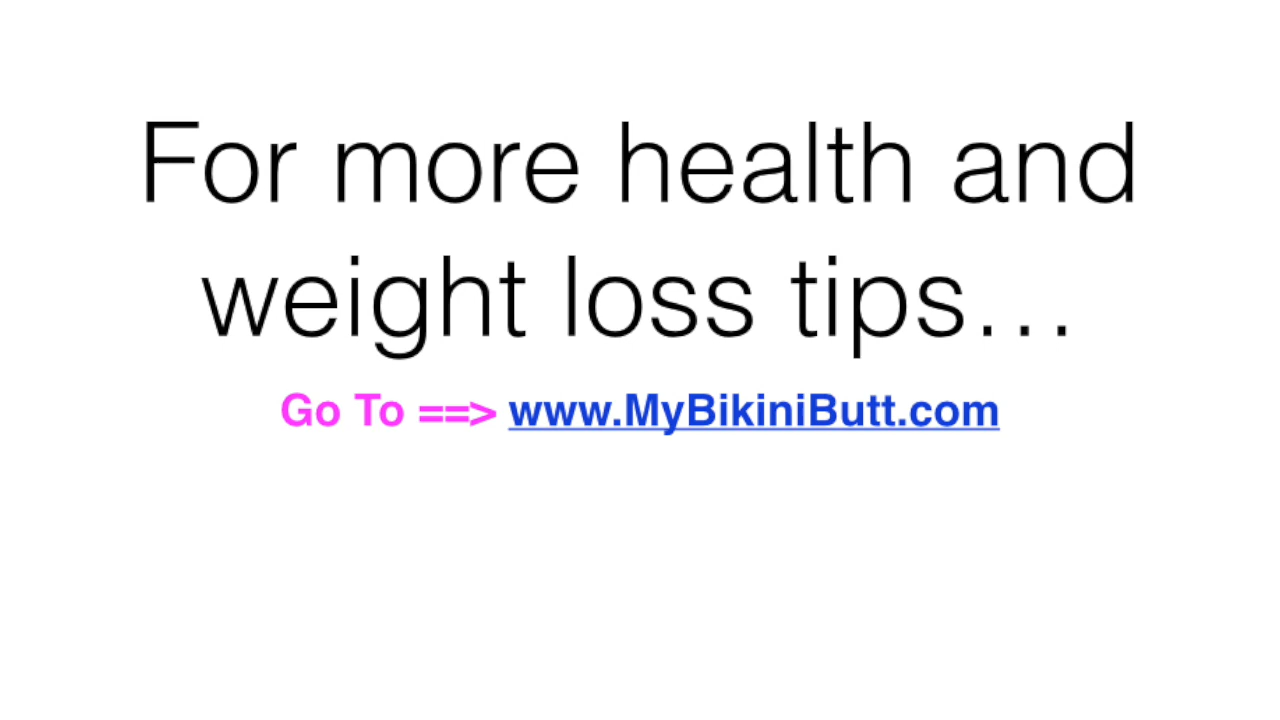 For more health and
weight loss tips…
Go To ==> www.MyBikiniButt.com